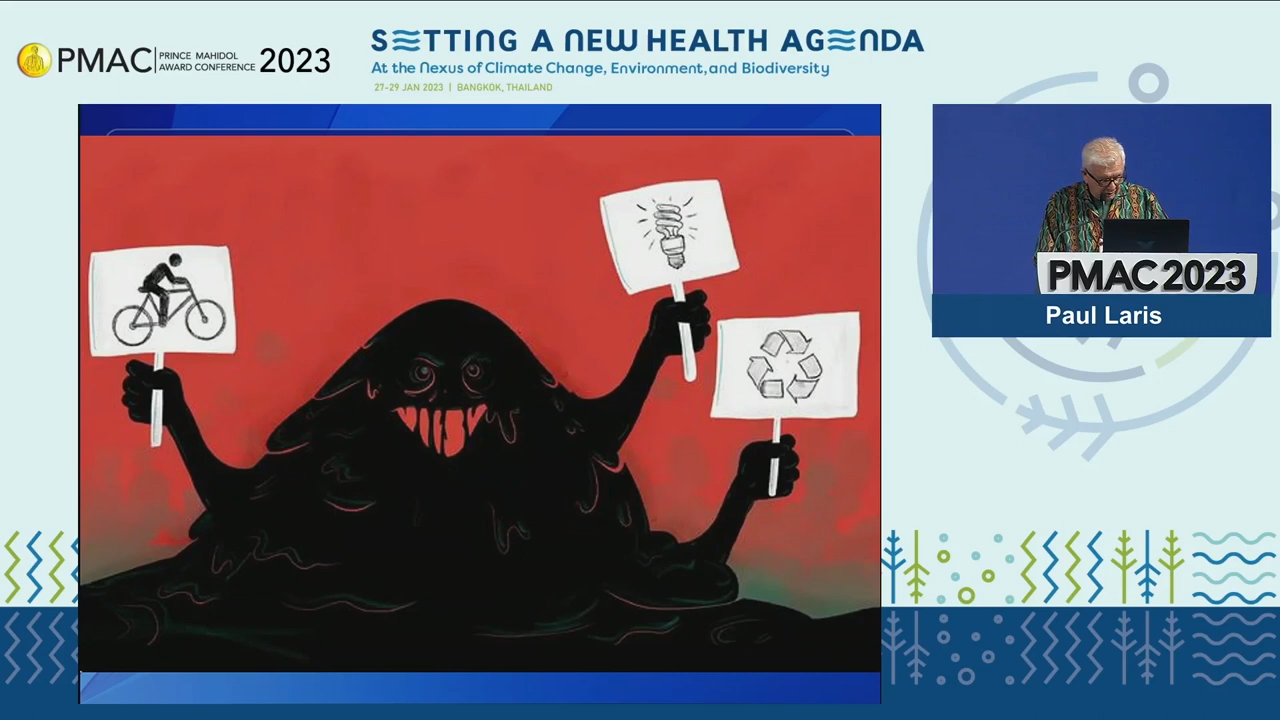 PMAC
PRINCE MAHIDOL
AWARD CONFERENCE
2023
SETTING A NEW HEALTH AGENDA
At the Nexus of Climate Change, Environment, and Biodiversity
27-29 JAN 2023 | BANGKOK, THAILAND
PMAC 2023
Paul Laris